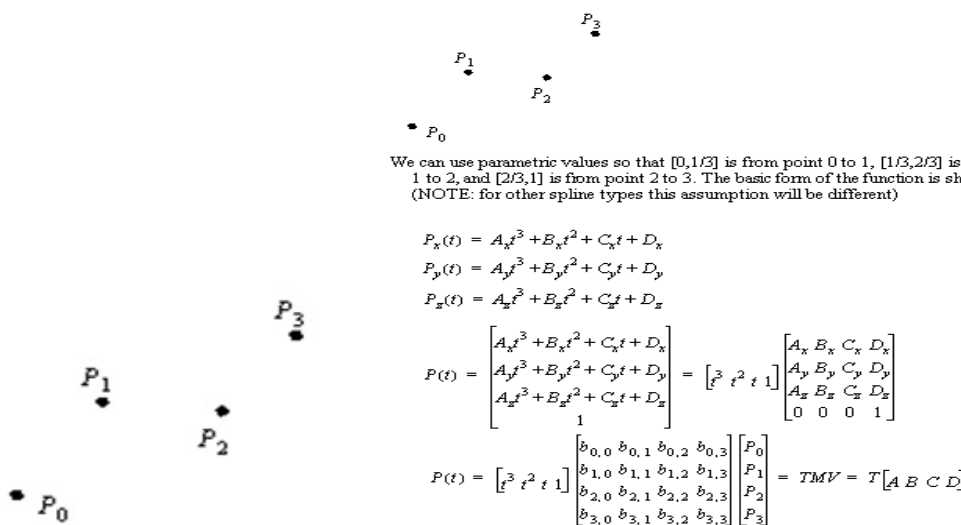 P3
P1
P2
P0
P3
P1
P2
P0
We can use parametric values so that [0,1/3] is from point 0 to 1, [1/3,2/3] is
1 to 2, and [2/3,1] is from point 2 to 3. The basic form of the function is sh
(NOTE: for other spline types this assumption will be different)
Px(t) = Axt³ + Bxt² + Cxt + Dx
Py(t) = Ayt³ + Byt² + Cyt + Dy
Pz(t) = Azt³ + Bzt² + Czt + Dz
P(t) = [Axt³ + Bxt² + Cxt + Dx
Ayt³ + Byt² + Cyt + Dy
Azt³ + Bzt² + Czt + Dz
1] = [t³ t² t 1] [Ax Bx Cx Dx
Ay By Cy Dy
Az Bz Cz Dz
0 0 0 1]
P(t) = [t³ t² t 1] [b0,0 b0,1 b0,2 b0,3
b1,0 b1,1 b1,2 b1,3
b2,0 b2,1 b2,2 b2,3
b3,0 b3,1 b3,2 b3,3] [P0
P1
P2
P3] = TMV = T[A B C D]